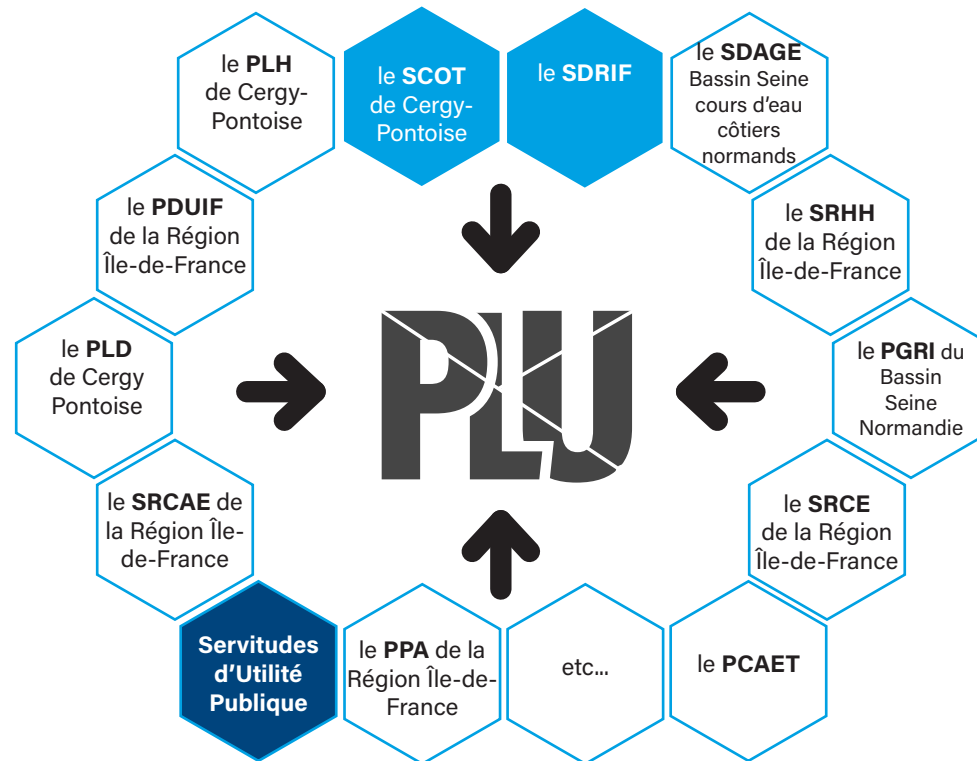 le PLH
de Cergy-
Pontoise
le SCOT
de Cergy-
Pontoise
le SDRIF
le SDAGE
Bassin Seine
cours d'eau
côtiers
normands
le PDUIF
de la Région
Île-de-France
le SRHH
de la Région
Île-de-France
le PLD
de Cergy
Pontoise
PLU
le PGRI du
Bassin
Seine
Normandie
le SRCAE de
la Région Île-
de-France
le SRCE
de la Région
Île-de-France
Servitudes
d'Utilité
Publique
le PPA de la
Région Île-de-
France
etc...
le PCAET